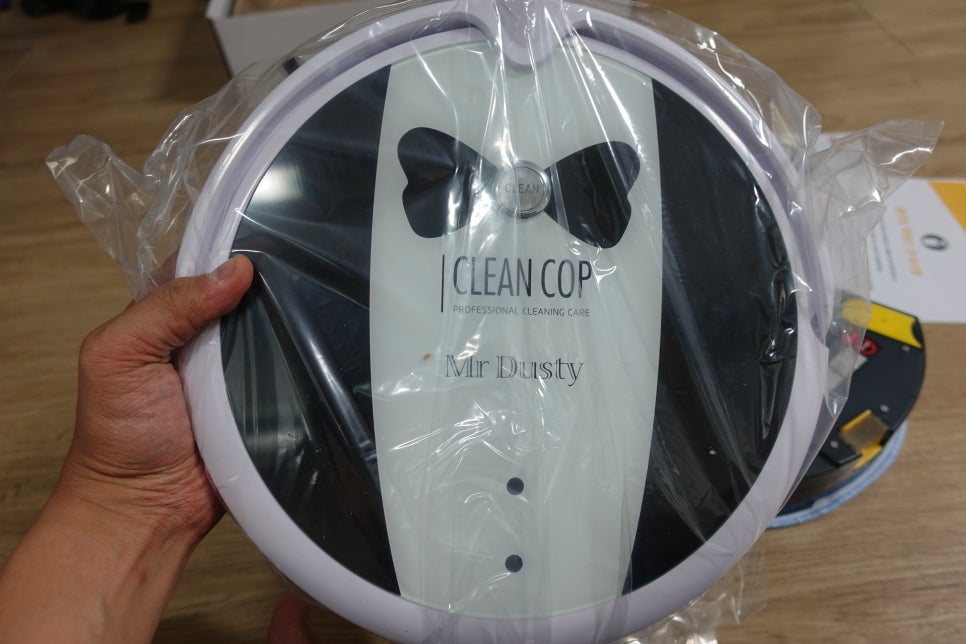 CLEAN
CLEAN COP
PROFESSIONAL CLEANING CARE
Mr Dusty